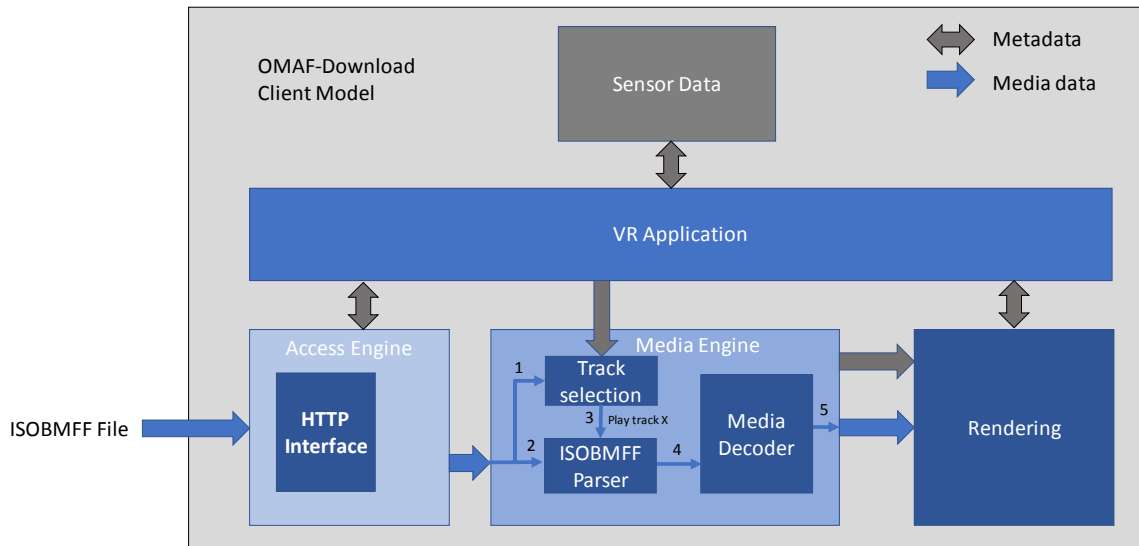 OMAF-Download
Client Model
Sensor Data
Metadata
Media data
VR Application
Access Engine
Media Engine
HTTP
Interface
1
Track
selection
3
Play track X
2
ISOBMFF
Parser
4
Media
Decoder
5
Rendering
ISOBMFF File